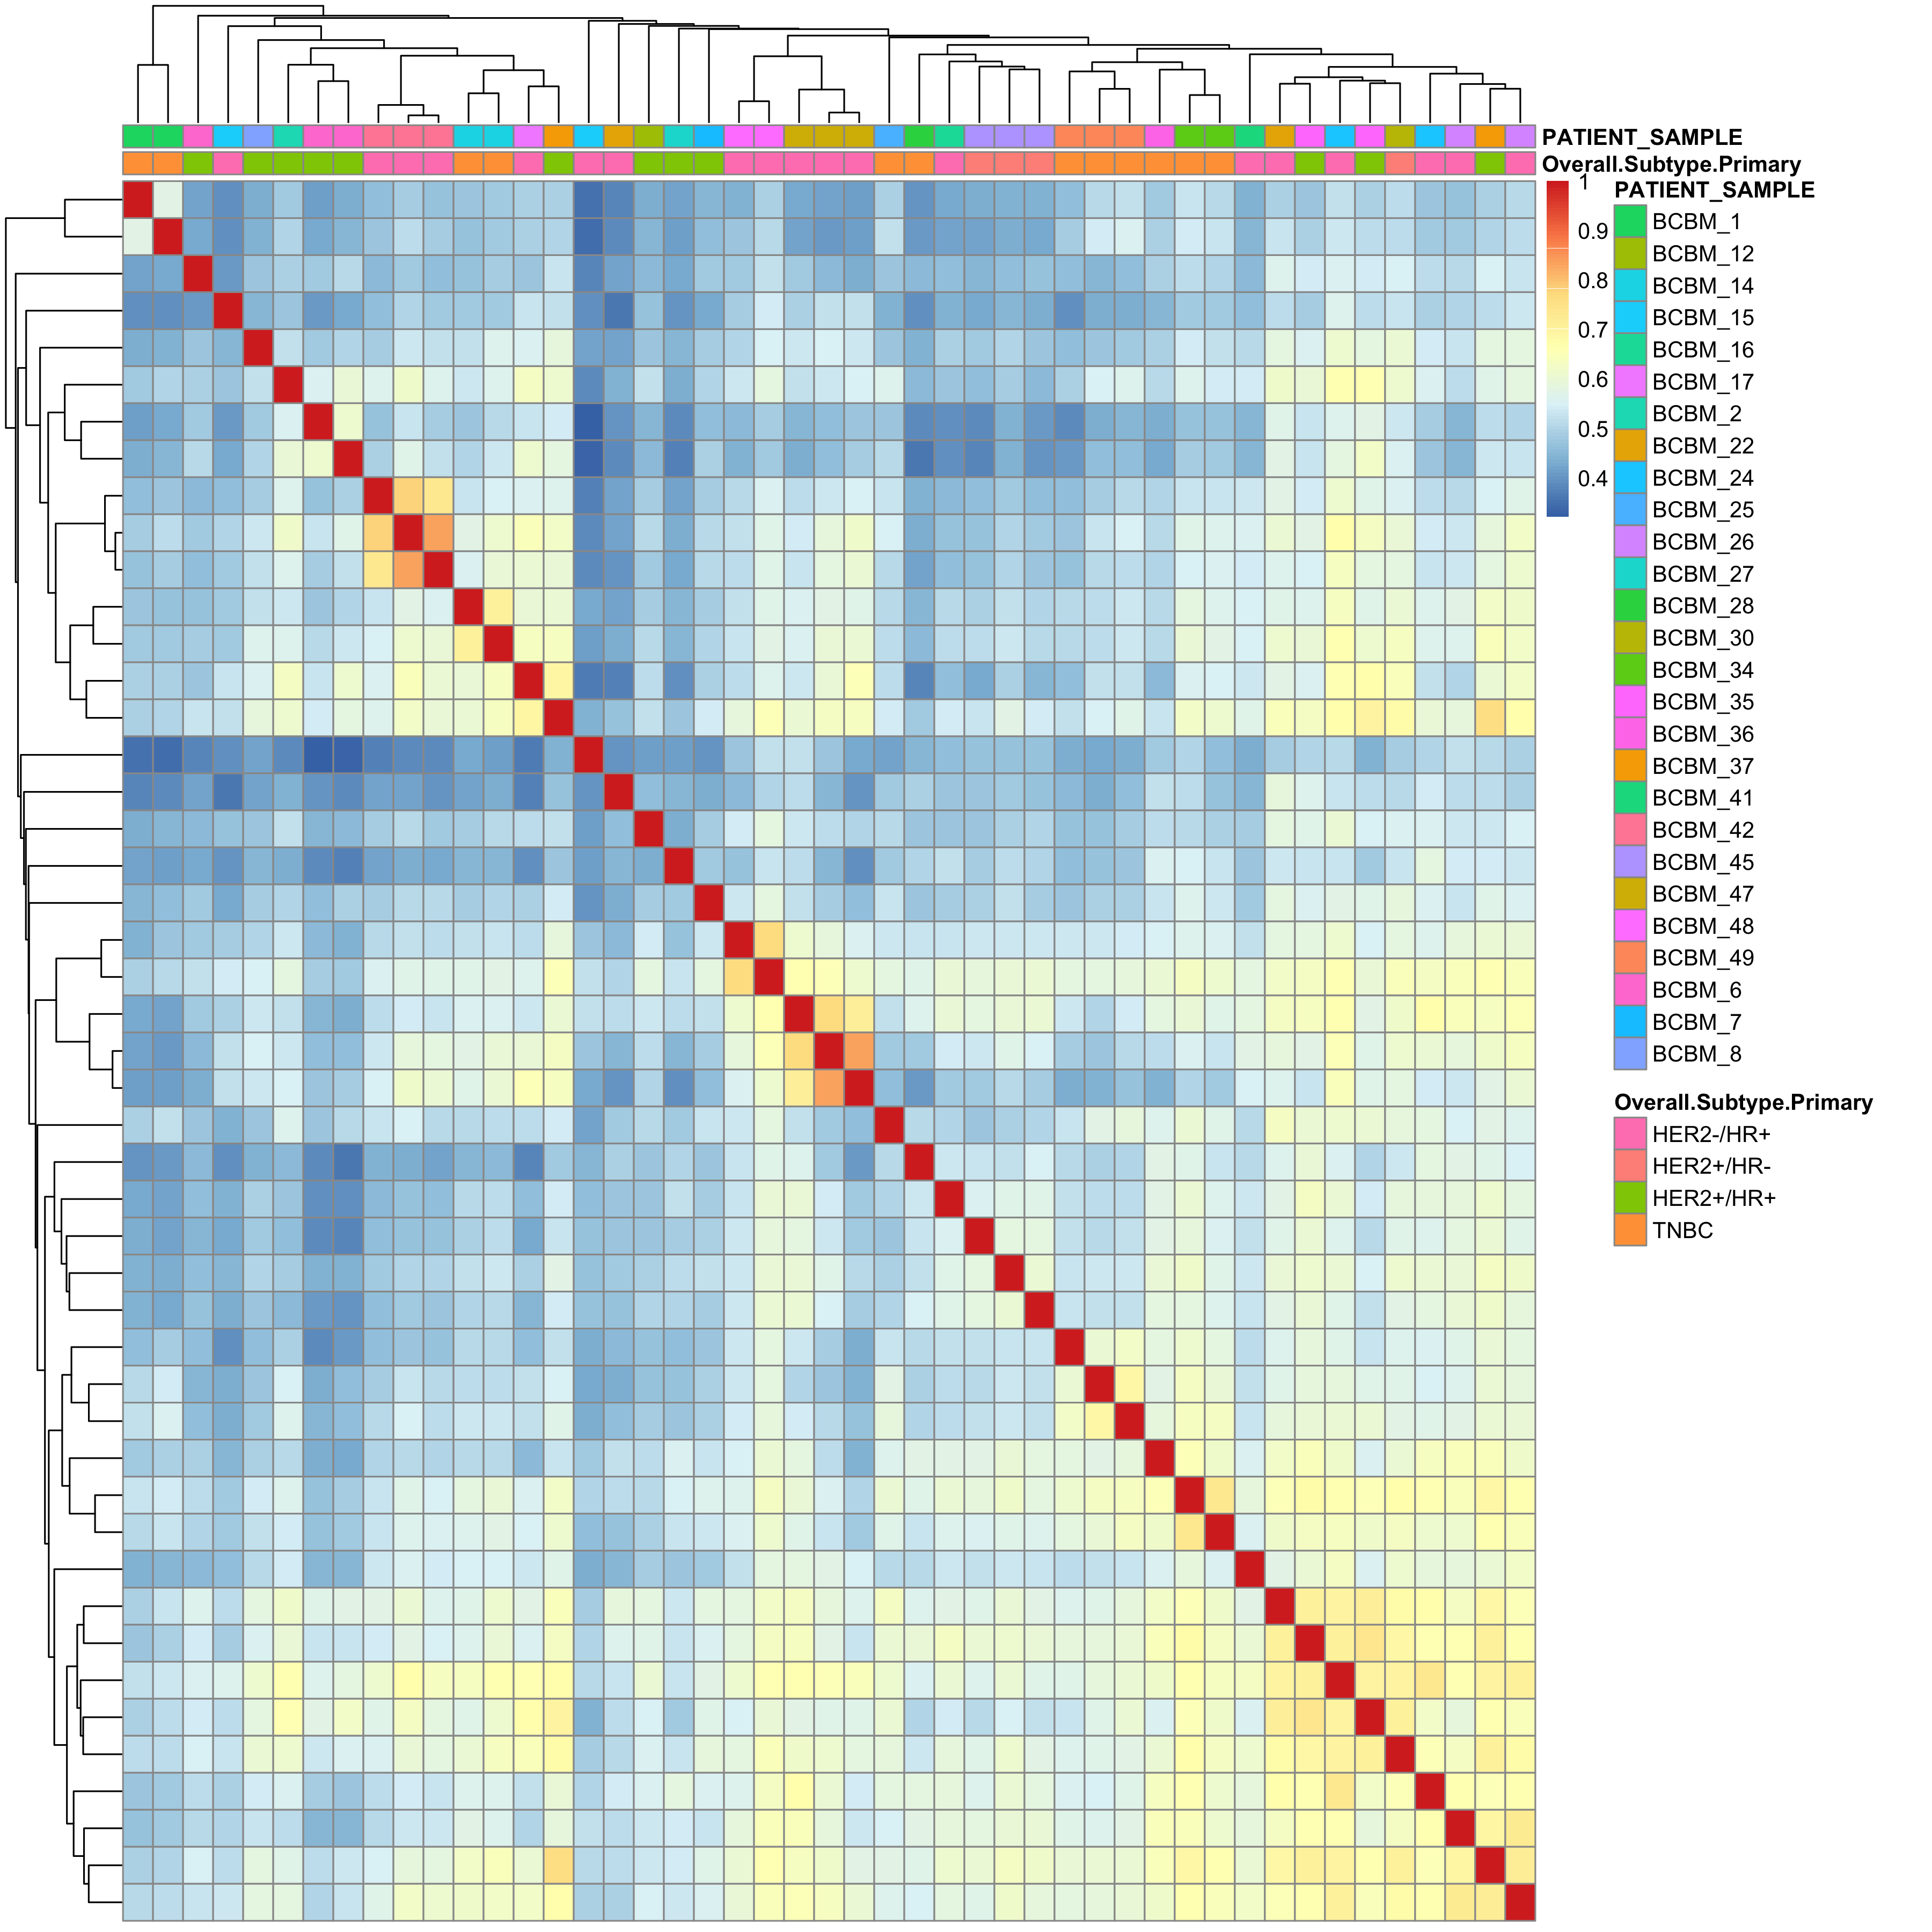 PATIENT_SAMPLE
Overall.Subtype.Primary
1
0.9
0.8
0.7
0.6
0.5
0.4
PATIENT_SAMPLE
BCBM_1
BCBM_12
BCBM_14
BCBM_15
BCBM_16
BCBM_17
BCBM_2
BCBM_22
BCBM_24
BCBM_25
BCBM_26
BCBM_27
BCBM_28
BCBM_30
BCBM_34
BCBM_35
BCBM_36
BCBM_37
BCBM_41
BCBM_42
BCBM_45
BCBM_47
BCBM_48
BCBM_49
BCBM_6
BCBM_7
BCBM_8
Overall.Subtype.Primary
HER2-/HR+
HER2+/HR-
HER2+/HR+
TNBC